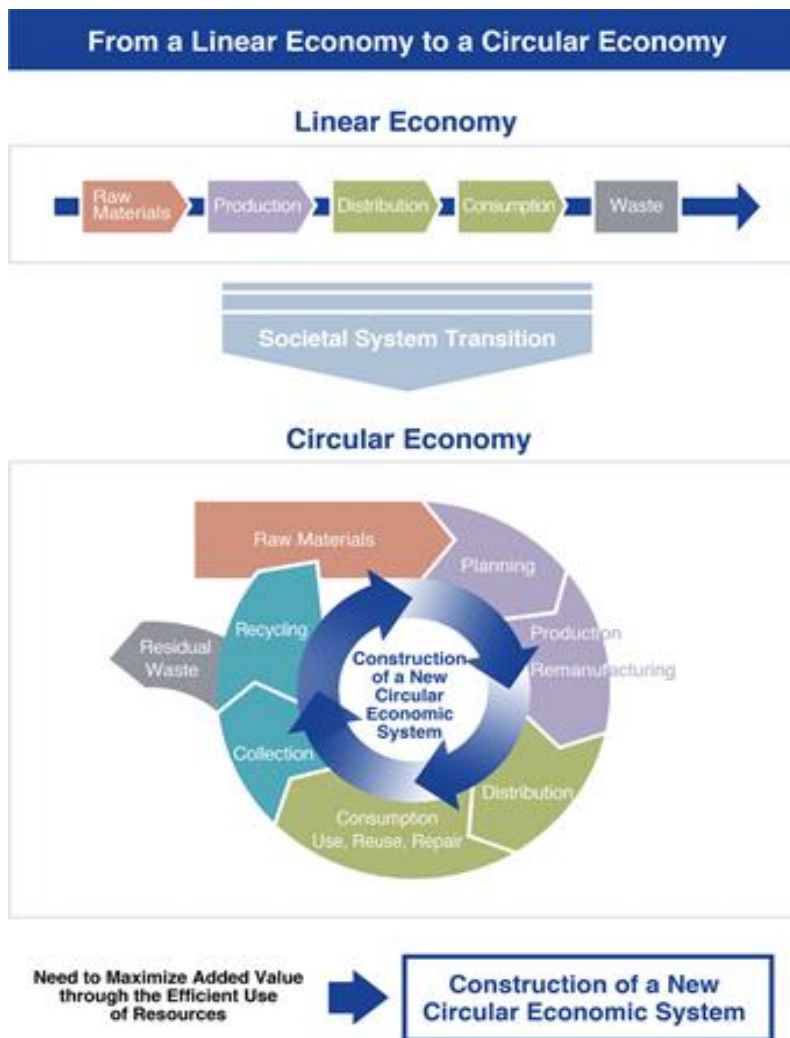 From a Linear Economy to a Circular Economy
Linear Economy
Raw
Materials
Production
Distribution
Consumption
Waste
Societal System Transition
Circular Economy
Raw Materials
Planning
Production
Remanufacturing
Distribution
Consumption
Use, Reuse, Repair
Collection
Recycling
Residual
Waste
Construction
of a New
Circular
Economic
System
Need to Maximize Added Value
through the Efficient Use
of Resources
Construction of a New
Circular Economic System